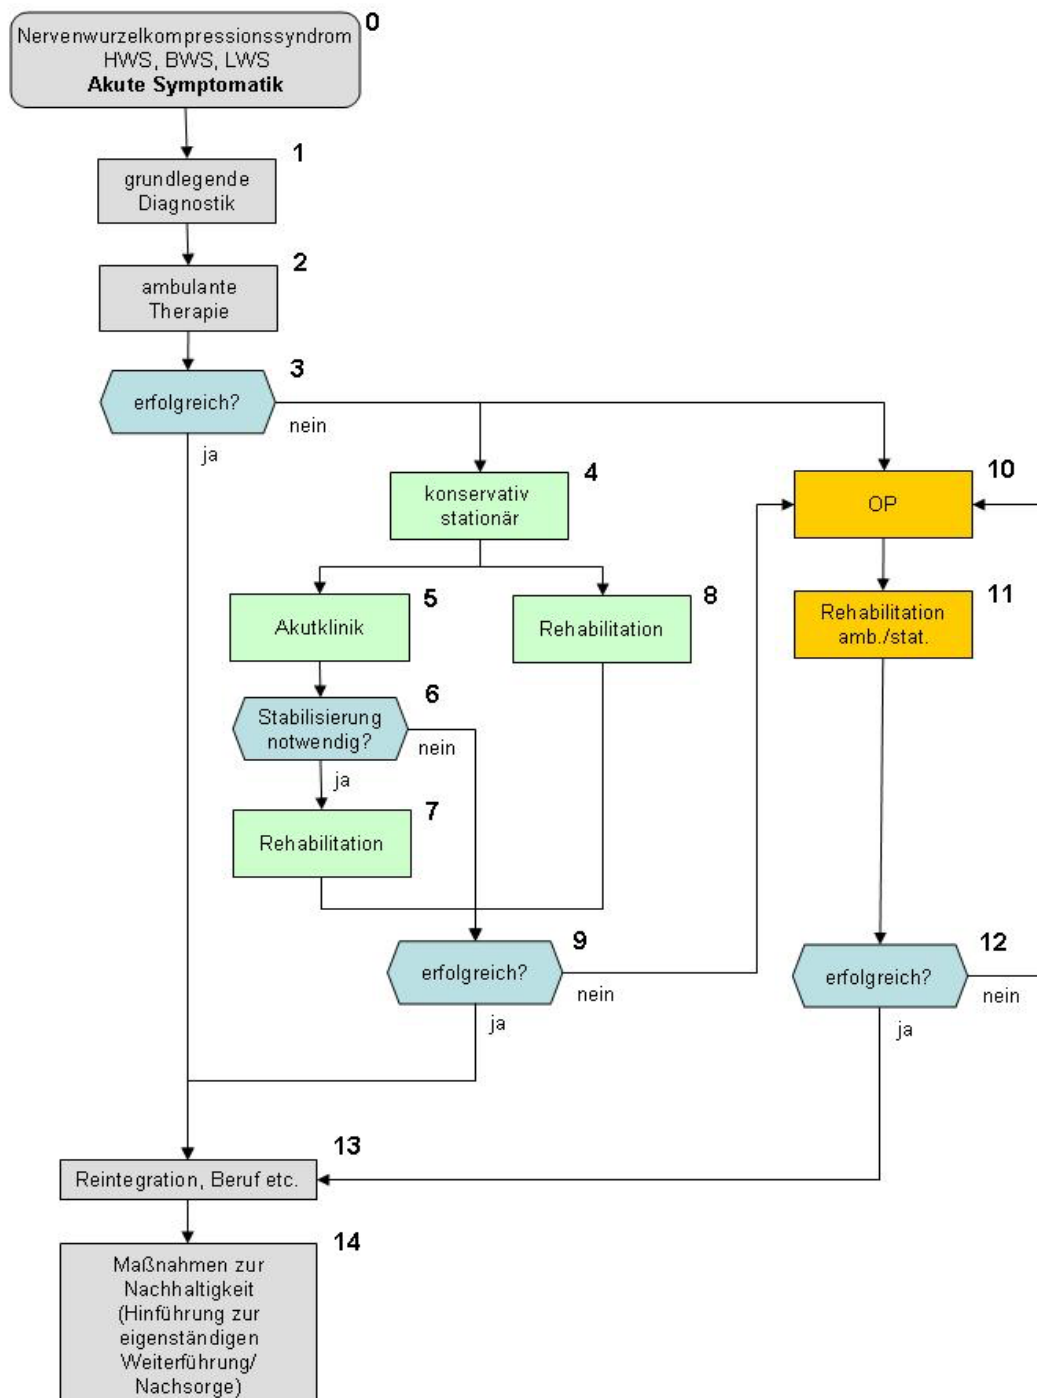 0
Nervenwurzelkompressionssyndrom
HWS, BWS, LWS
Akute Symptomatik
1
grundlegende
Diagnostik
2
ambulante
Therapie
3
erfolgreich?
nein
ja
4
konservativ
stationär
10
OP
5
Akutklinik
8
Rehabilitation
11
Rehabilitation
amb./stat.
6
Stabilisierung
notwendig?
nein
ja
7
Rehabilitation
9
erfolgreich?
nein
ja
12
erfolgreich?
nein
ja
13
Reintegration, Beruf etc.
14
Maßnahmen zur
Nachhaltigkeit
(Hinführung zur
eigenständigen
Weiterführung/
Nachsorge)